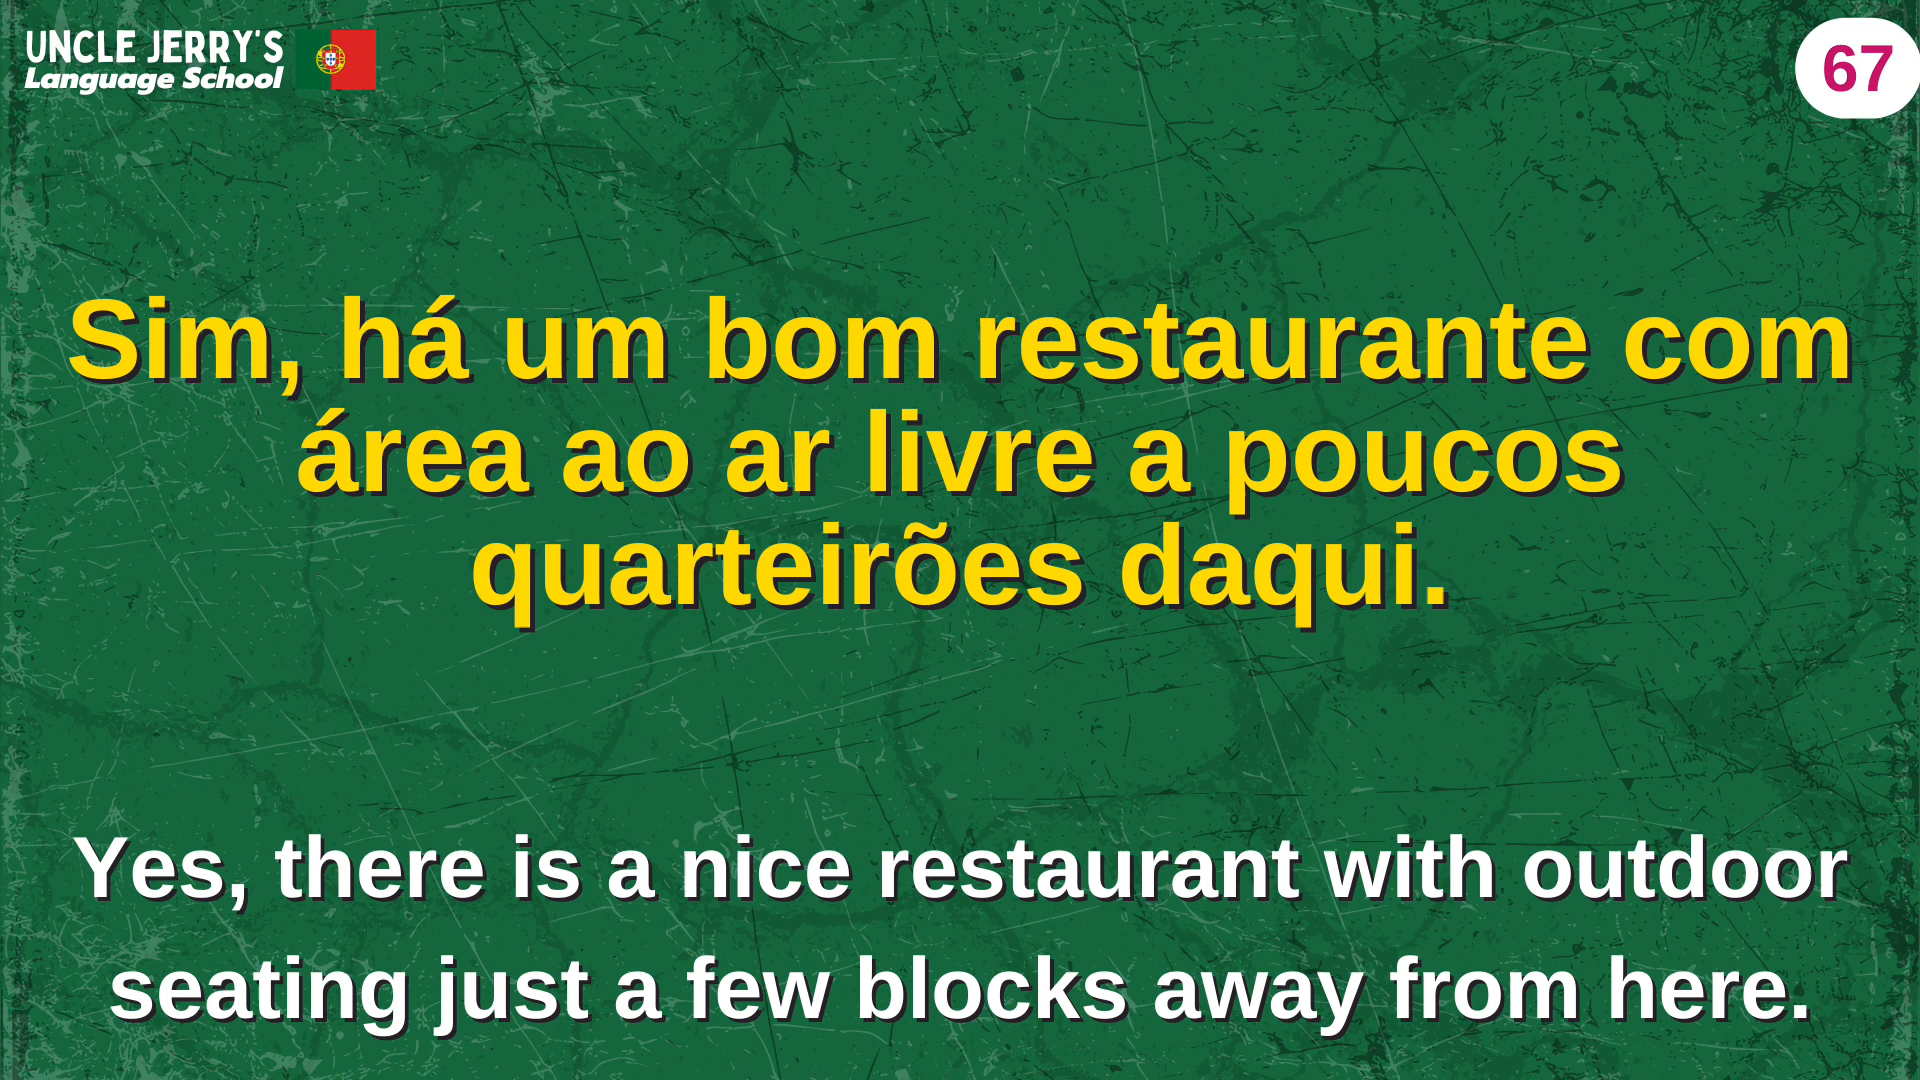 UNCLE JERRY'S
Language School
67
Sim, há um bom restaurante com
área ao ar livre a poucos
quarteirões daqui.
Yes, there is a nice restaurant with outdoor
seating just a few blocks away from here.